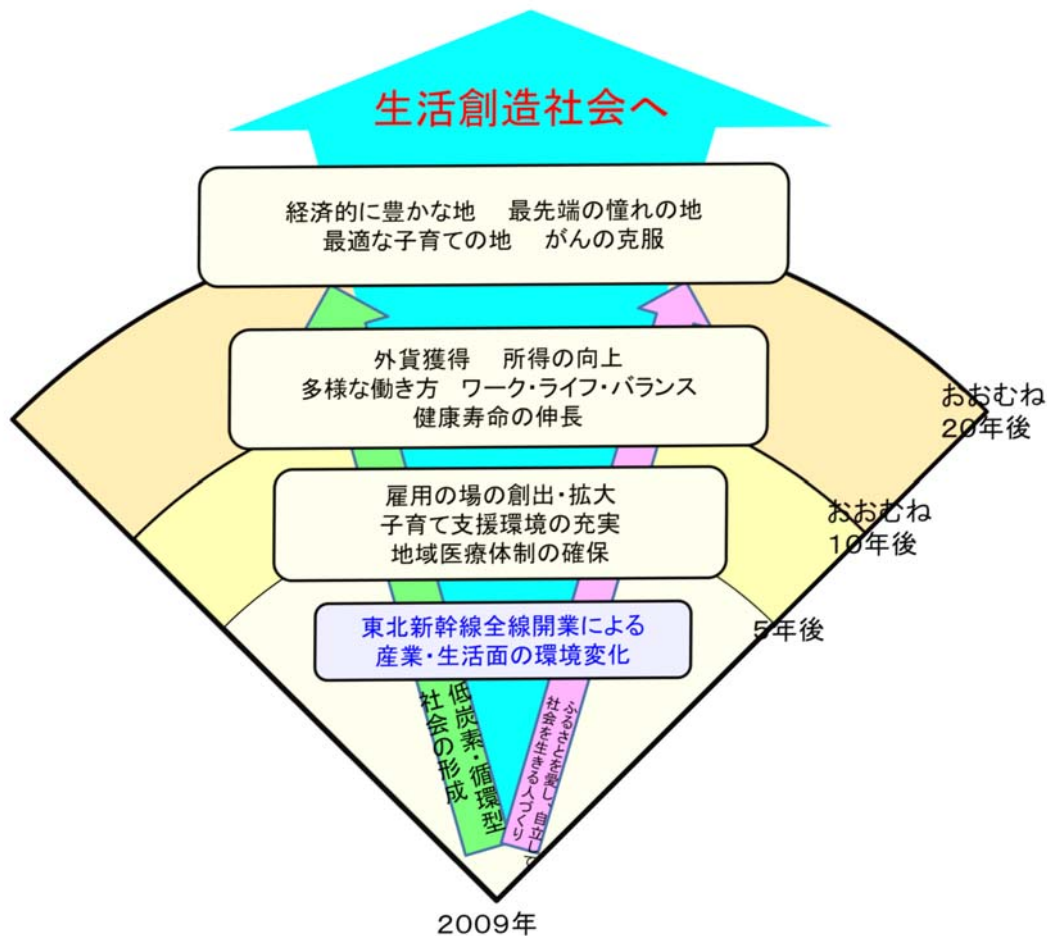 生活創造社会へ
経済的に豊かな地　最先端の憧れの地
最適な子育ての地　がんの克服
外貨獲得　所得の向上
多様な働き方　ワーク・ライフ・バランス
健康寿命の伸長
おおむね
20年後
雇用の場の創出・拡大
子育て支援環境の充実
地域医療体制の確保
おおむね
10年後
東北新幹線全線開業による
産業・生活面の環境変化
5年後
低炭素・循環型
社会の形成
ふるさとを愛し、自立して
社会を生きる人づくり
2009年